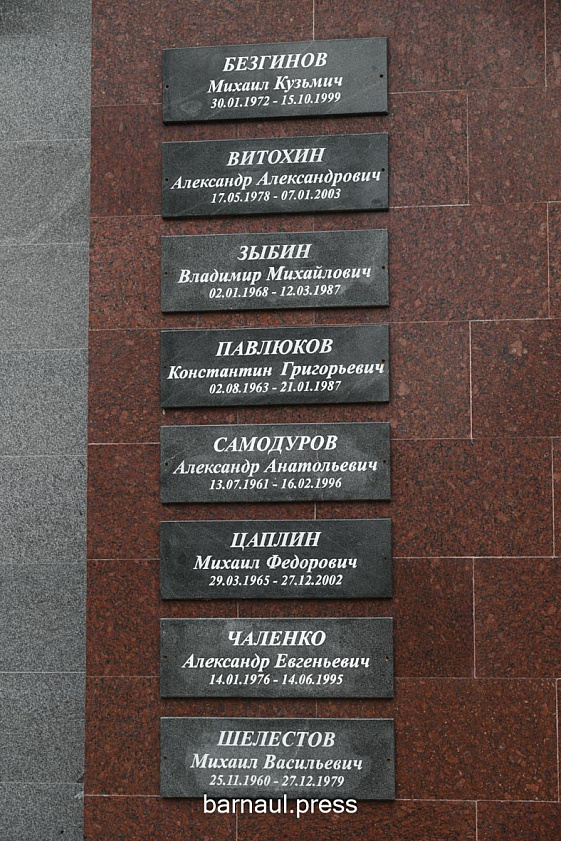 БЕЗГИНОВ
Михаил Кузьмич
30.01.1972 - 15.10.1999
ВИТОХИН
Александр Александрович
17.05.1978 - 07.01.2003
ЗЫБИН
Владимир Михайлович
02.01.1968 - 12.03.1987
ПАВЛЮКОВ
Константин Григорьевич
02.08.1963 - 21.01.1987
САМОДУРОВ
Александр Анатольевич
13.07.1961 - 16.02.1996
ЦАПЛИН
Михаил Федорович
29.03.1965 - 27.12.2002
ЧАЛЕНКО
Александр Евгеньевич
14.01.1976 - 14.06.1995
ШЕЛЕСТОВ
Михаил Васильевич
25.11.1960 - 27.12.1979
barnaul.press